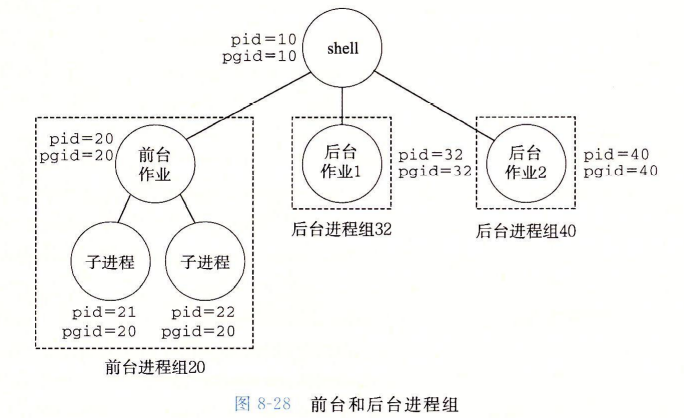 pid=10
pgid=10
shell
pid=20
pgid=20
前台
作业
后台
作业1
pid=32
pgid=32
后台
作业2
pid=40
pgid=40
后台进程组32
后台进程组40
子进程
子进程
pid=21
pgid=20
pid=22
pgid=20
前台进程组20
图 8-28 前台和后台进程组